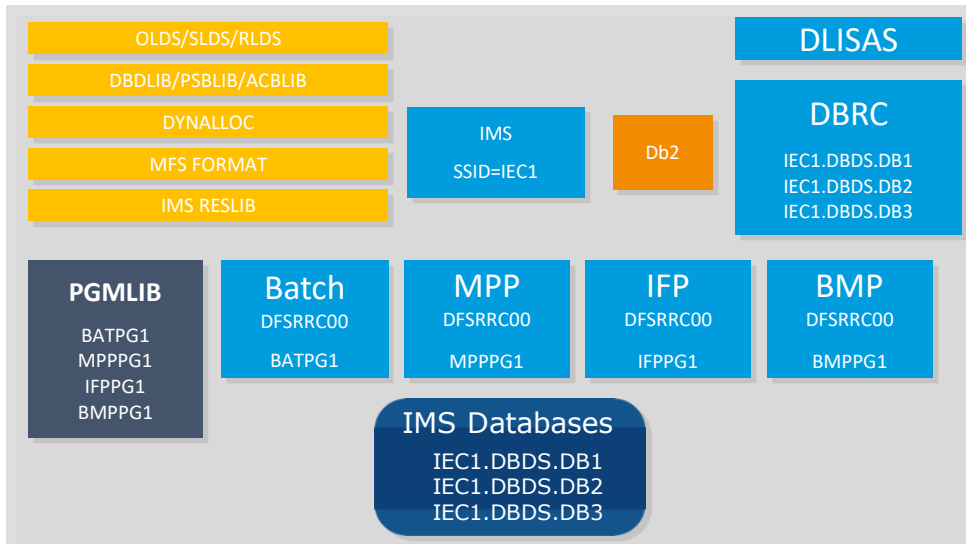 OLDS/SLDS/RLDS
DBDLIB/PSBLIB/ACBLIB
DYNALLOC
MFS FORMAT
IMS RESLIB
IMS
SSID=IEC1
Db2
DLISAS
DBRC
IEC1.DBDS.DB1
IEC1.DBDS.DB2
IEC1.DBDS.DB3
PGMLIB
BATPG1
MPPPG1
IFPPG1
BMPPG1
Batch
DFSRRC00
BATPG1
MPP
DFSRRC00
MPPPG1
IFP
DFSRRC00
IFPPG1
BMP
DFSRRC00
BMPPG1
IMS Databases
IEC1.DBDS.DB1
IEC1.DBDS.DB2
IEC1.DBDS.DB3